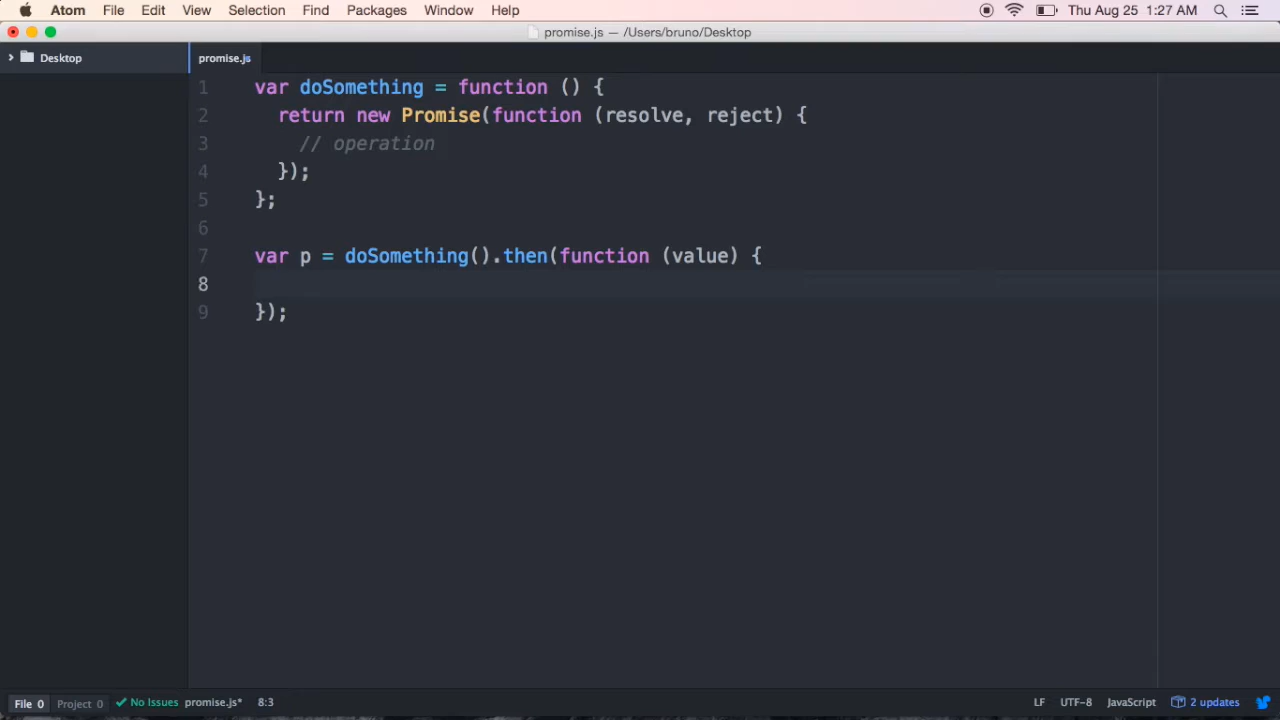 Atom File Edit View Selection Find Packages Window Help Thu Aug 25 1:27 AM
promise.js — /Users/bruno/Desktop
Desktop promise.js
1 var doSomething = function () {
2 return new Promise(function (resolve, reject) {
3 // operation
4 });
5 };
6
7 var p = doSomething().then(function (value) {
8
9 });
File 0 Project 0 No Issues promise.js* 8:3 LF UTF-8 JavaScript 2 updates